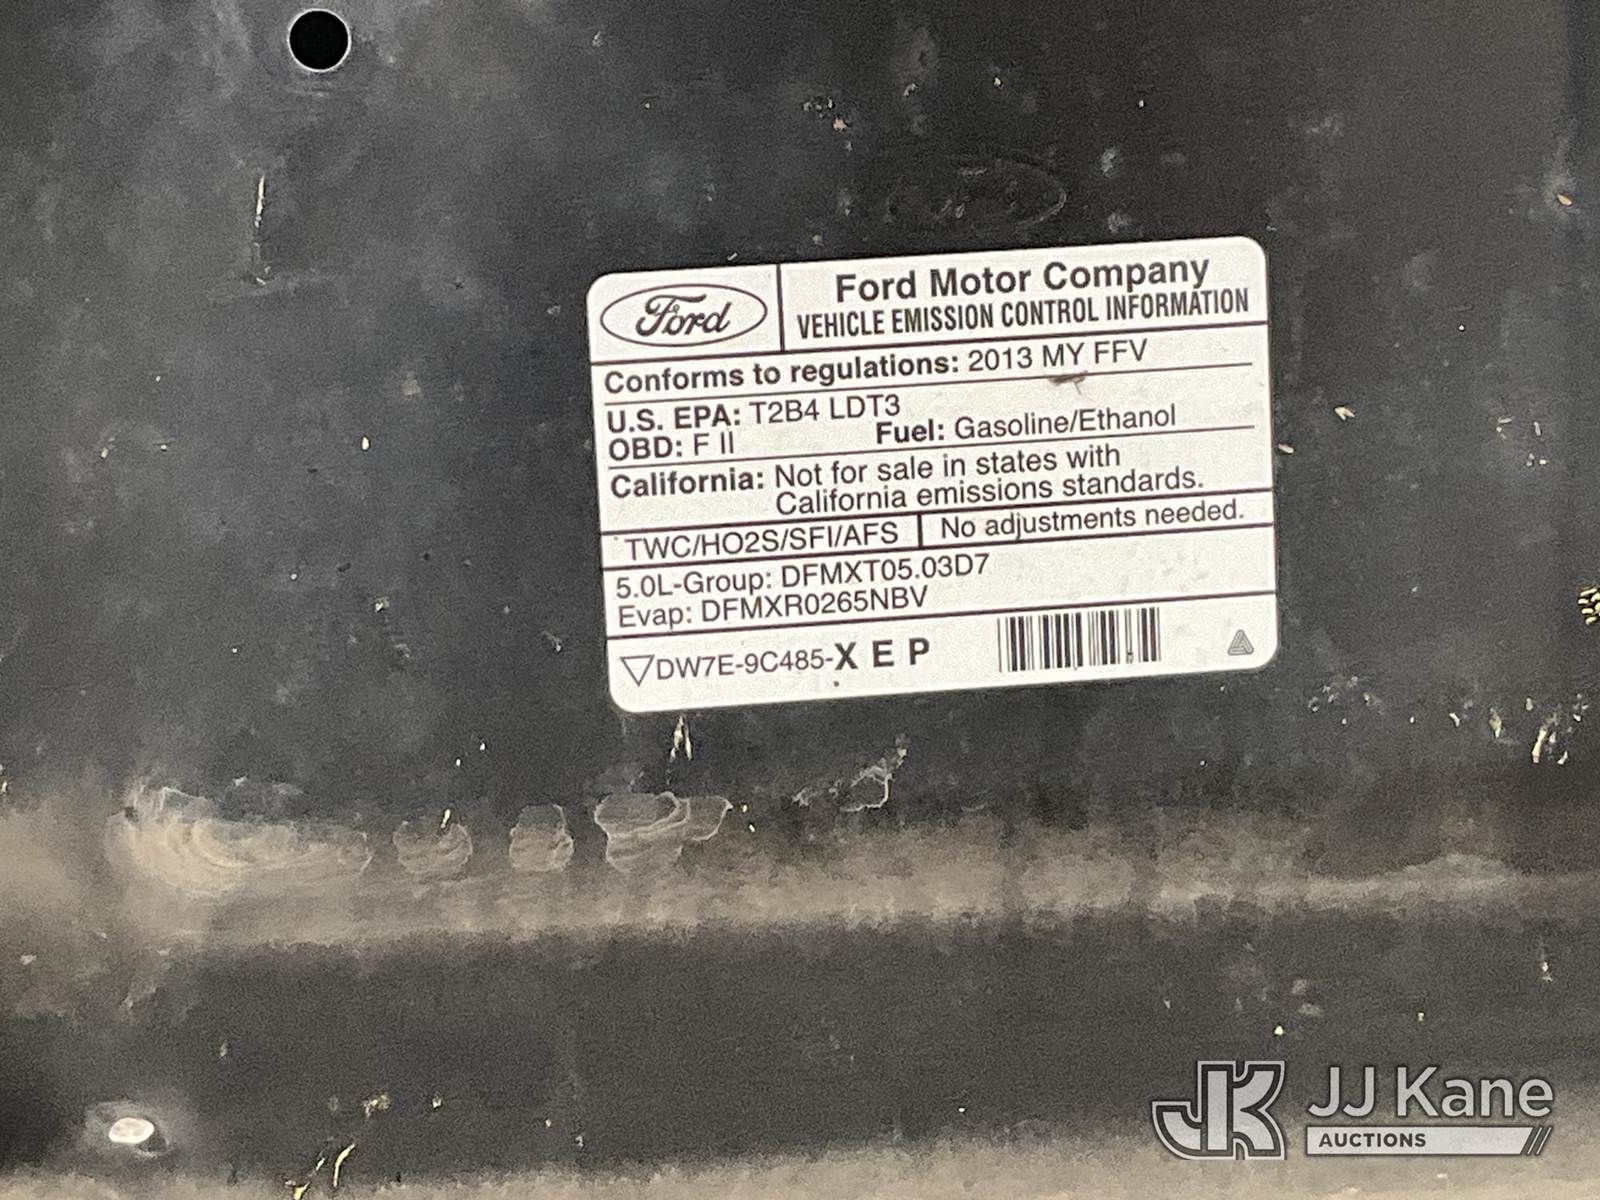 Ford
Ford Motor Company
VEHICLE EMISSION CONTROL INFORMATION
Conforms to regulations: 2013 MY FFV
U.S. EPA: T2B4 LDT3
OBD: F II Fuel: Gasoline/Ethanol
California: Not for sale in states with
California emissions standards.
TWC/HO2S/SFI/AFS No adjustments needed.
5.0L-Group: DFMXT05.03D7
Evap: DFMXR0265NBV
DW7E-9C485-X E P
JK JJ Kane
AUCTIONS